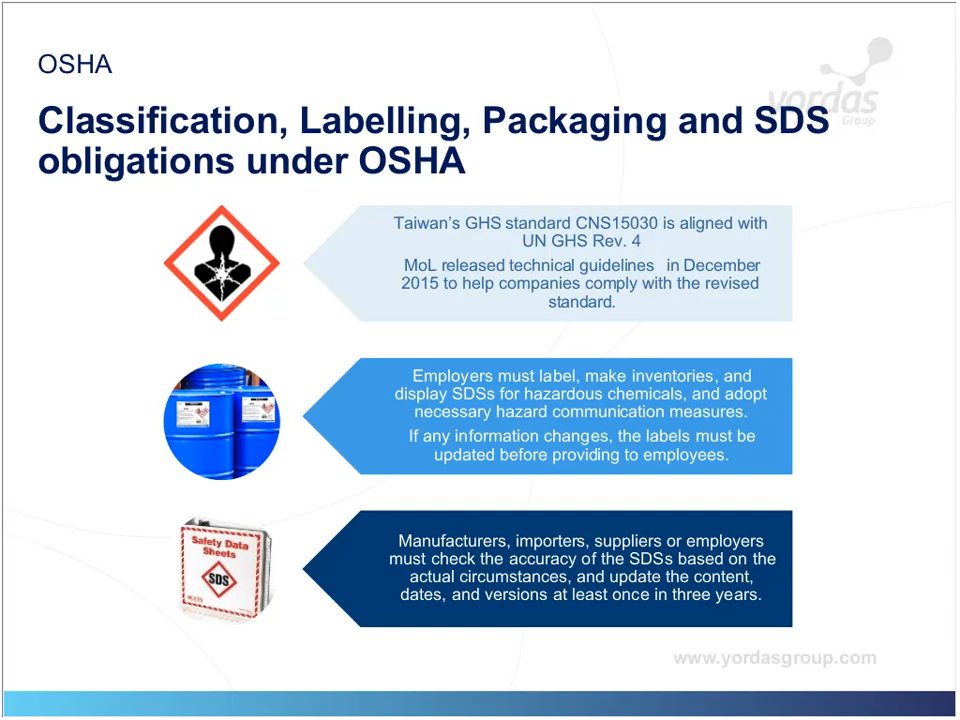 OSHA
yordas
Group
Classification, Labelling, Packaging and SDS
obligations under OSHA
Taiwan’s GHS standard CNS15030 is aligned with
UN GHS Rev. 4
MoL released technical guidelines in December
2015 to help companies comply with the revised
standard.
Employers must label, make inventories, and
display SDSs for hazardous chemicals, and adopt
necessary hazard communication measures.
If any information changes, the labels must be
updated before providing to employees.
Safety Data
Sheets
SDS
Manufacturers, importers, suppliers or employers
must check the accuracy of the SDSs based on the
actual circumstances, and update the content,
dates, and versions at least once in three years.
www.yordasgroup.com